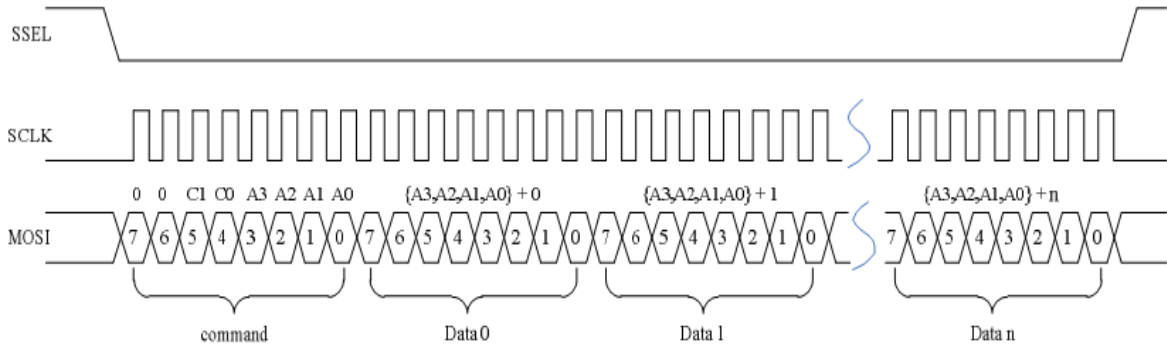 SSEL
SCLK
0 0 C1 C0 A3 A2 A1 A0 {A3,A2,A1,A0} + 0 {A3,A2,A1,A0} + 1 {A3,A2,A1,A0} + n
MOSI 7 6 5 4 3 2 1 0 7 6 5 4 3 2 1 0 7 6 5 4 3 2 1 0 7 6 5 4 3 2 1 0
command Data 0 Data 1 Data n